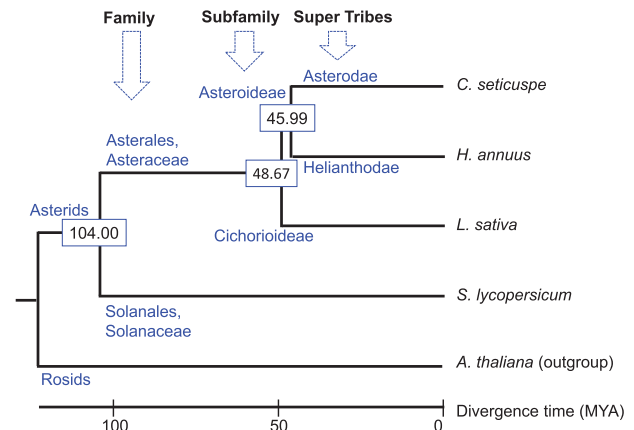 Family
Subfamily
Super Tribes
Asterodae
C. seticuspe
Asteroideae
45.99
Asterales,
Asteraceae
H. annuus
Helianthodae
48.67
Asterids
L. sativa
104.00
Cichorioideae
S. lycopersicum
Solanales,
Solanaceae
A. thaliana (outgroup)
Rosids
Divergence time (MYA)
100
50
0